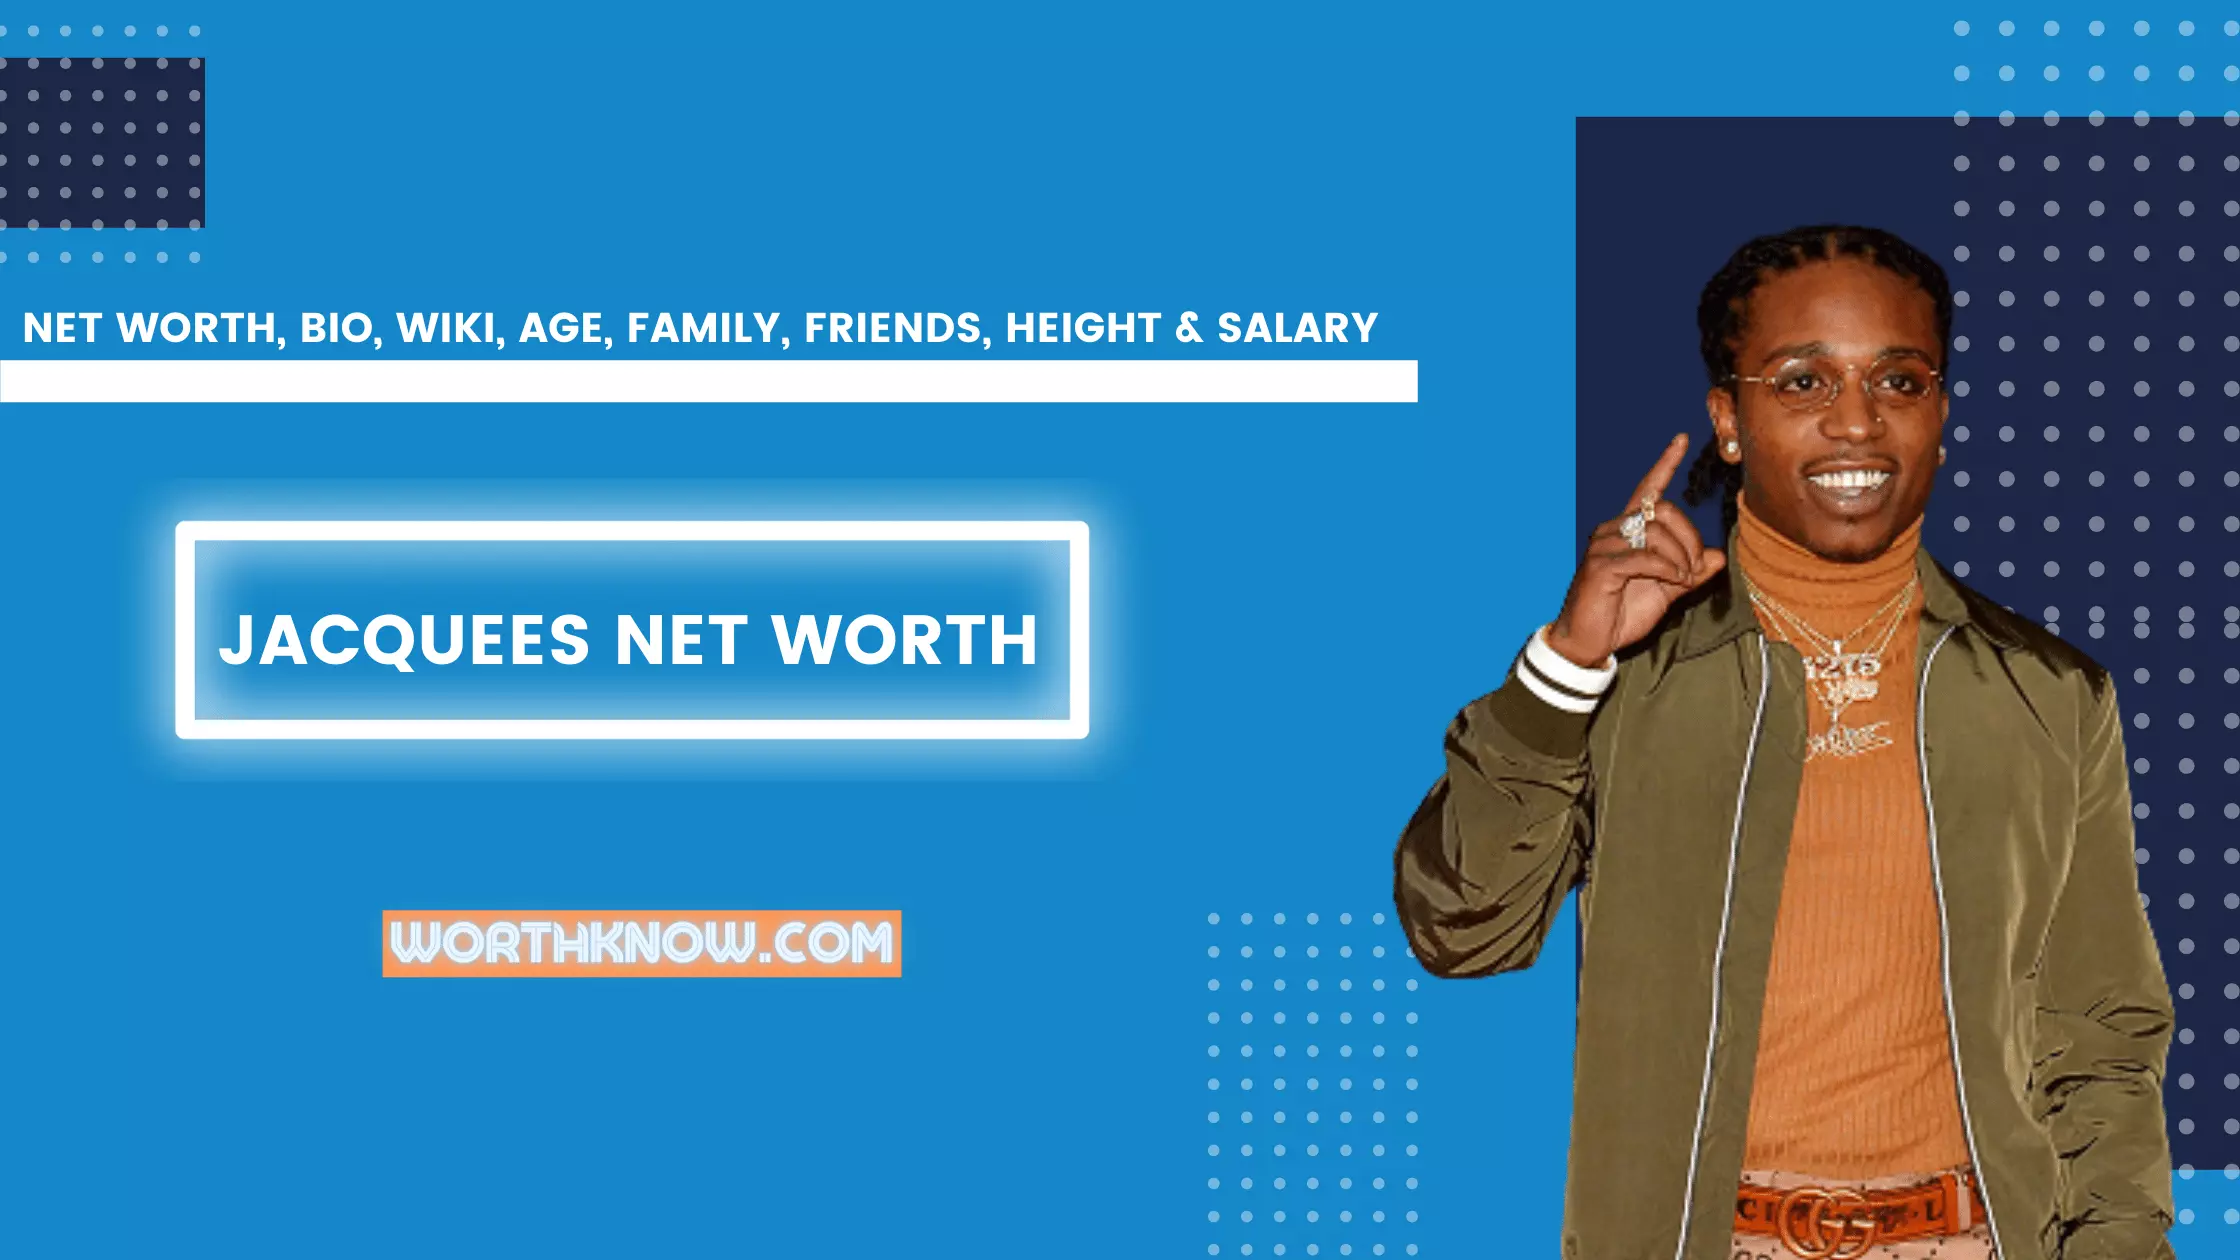 NET WORTH, BIO, WIKI, AGE, FAMILY, FRIENDS, HEIGHT & SALARY
JACQUEES NET WORTH
WORTHKNOW.COM